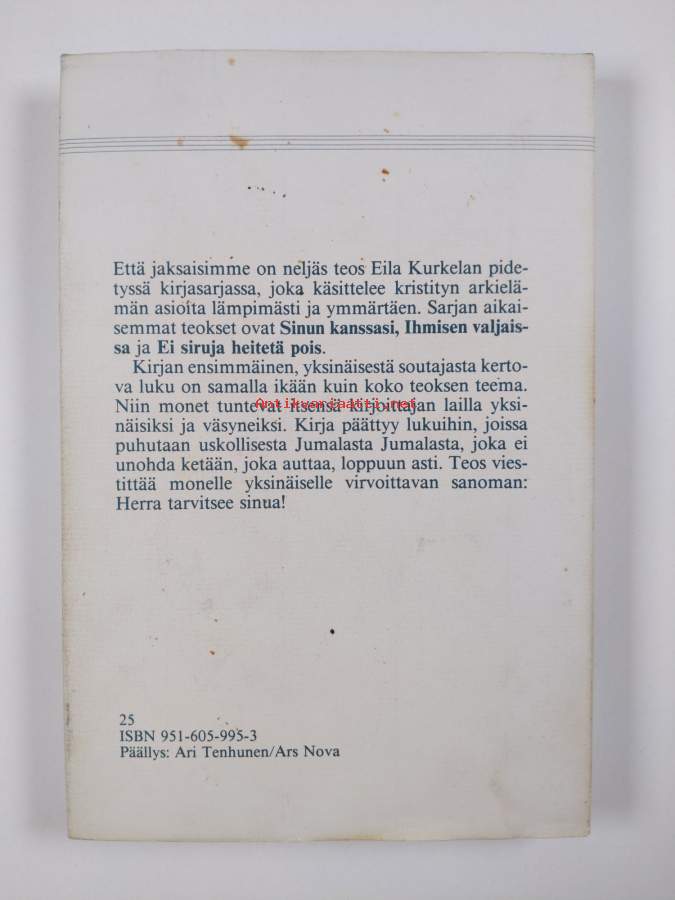 Että jaksaisimme on neljäs teos Eila Kurkelan pide-
tyssä kirjasarjassa, joka käsittelee kristityn arkielä-
män asioita lämpimästi ja ymmärtäen. Sarjan aikai-
semmat teokset ovat Sinun kanssasi, Ihmisen valjais-
sa ja Ei siruja heitetä pois.
Kirjan ensimmäinen, yksinäisestä soutajasta kerto-
va luku on samalla ikään kuin koko teoksen teema.
Antikvariaatti.net
Niin monet tuntevat itsensä kirjoittajan lailla yksi-
näisiksi ja väsyneiksi. Kirja päättyy lukuihin, joissa
puhutaan uskollisesta Jumalasta Jumalasta, joka ei
unohda ketään, joka auttaa, loppuun asti. Teos vies-
tittää monelle yksinäiselle virvoittavan sanoman:
Herra tarvitsee sinua!
25
ISBN 951-605-995-3
Päällys: Ari Tenhunen/Ars Nova